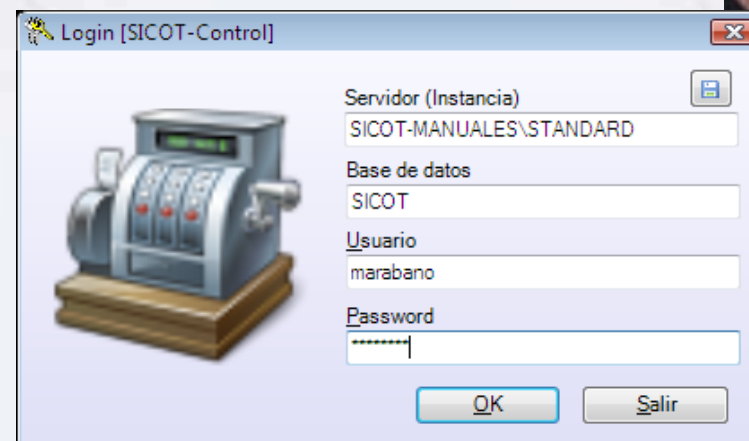 Login [SICOT-Control]
Servidor (Instancia)
SICOT-MANUALES\STANDARD
Base de datos
SICOT
Usuario
marabano
Password
********
OK
Salir